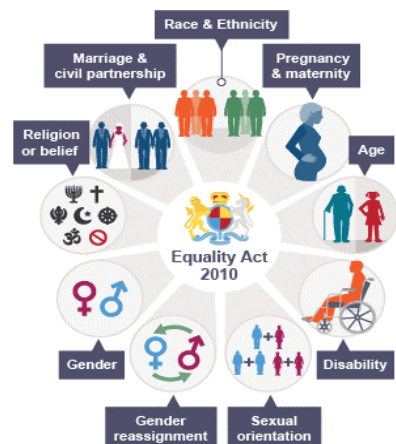 Race & Ethnicity
Marriage &
civil partnership
Pregnancy
& maternity
Religion
or belief
Age
Equality Act
2010
Gender
Disability
Gender
reassignment
Sexual
orientation